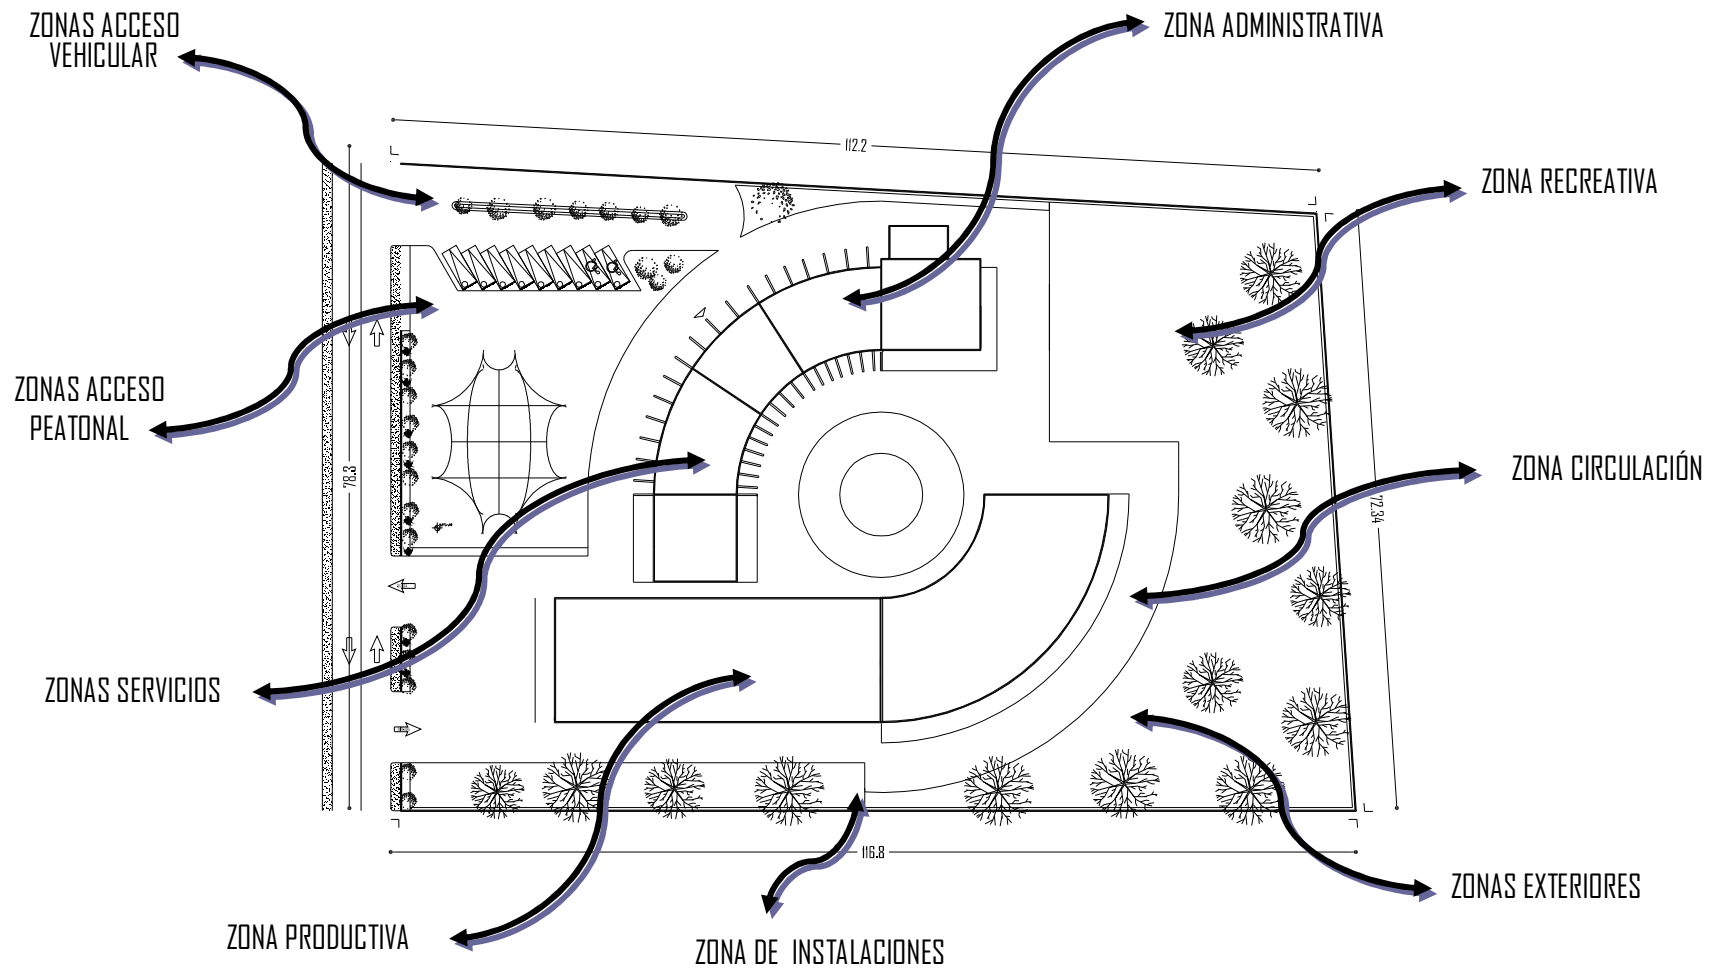 ZONAS ACCESO
VEHICULAR
ZONA ADMINISTRATIVA
112.2
ZONA RECREATIVA
ZONAS ACCESO
PEATONAL
78.3
ZONA CIRCULACIÓN
72.34
ZONAS SERVICIOS
116.8
ZONAS EXTERIORES
ZONA PRODUCTIVA
ZONA DE INSTALACIONES